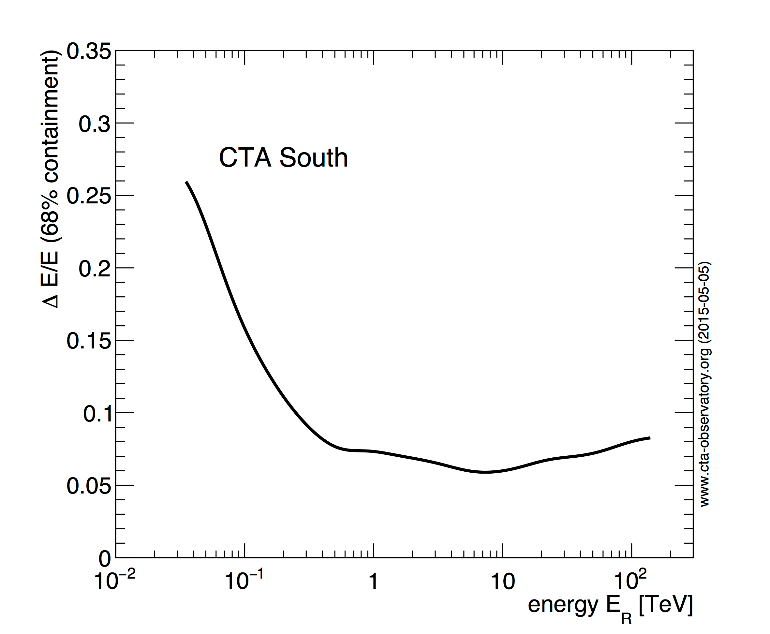 0.35
0.3
0.25
0.2
0.15
0.1
0.05
0
Δ E/E (68% containment)
CTA South
10⁻² 10⁻¹ 1 10 10²
energy E_R [TeV]
www.cta-observatory.org (2015-05-05)